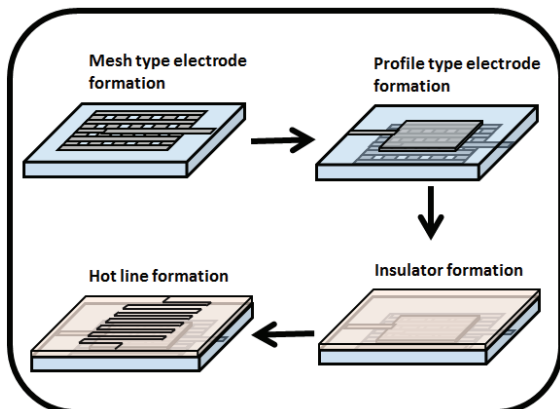 Mesh type electrode
formation
Profile type electrode
formation
Hot line formation
Insulator formation